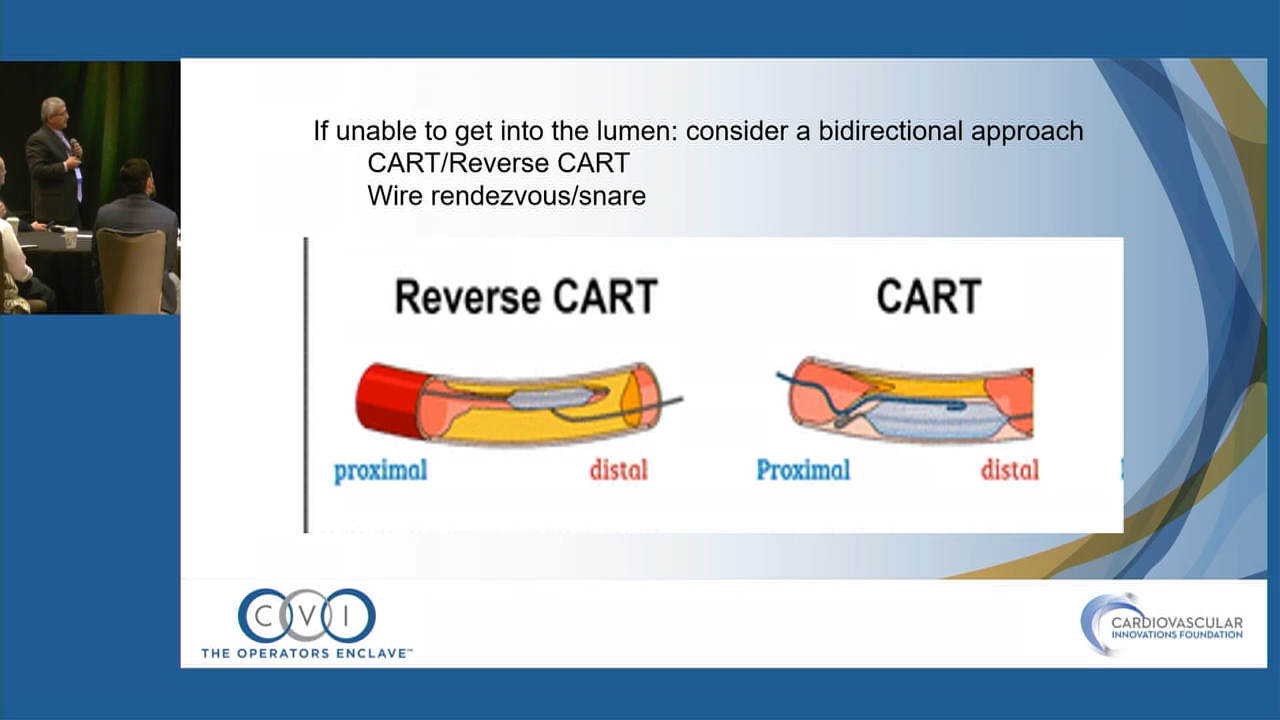 If unable to get into the lumen: consider a bidirectional approach
CART/Reverse CART
Wire rendezvous/snare
Reverse CART
CART
proximal
distal
Proximal
distal
CVI
THE OPERATORS ENCLAVE™
CARDIOVASCULAR
INNOVATIONS FOUNDATION